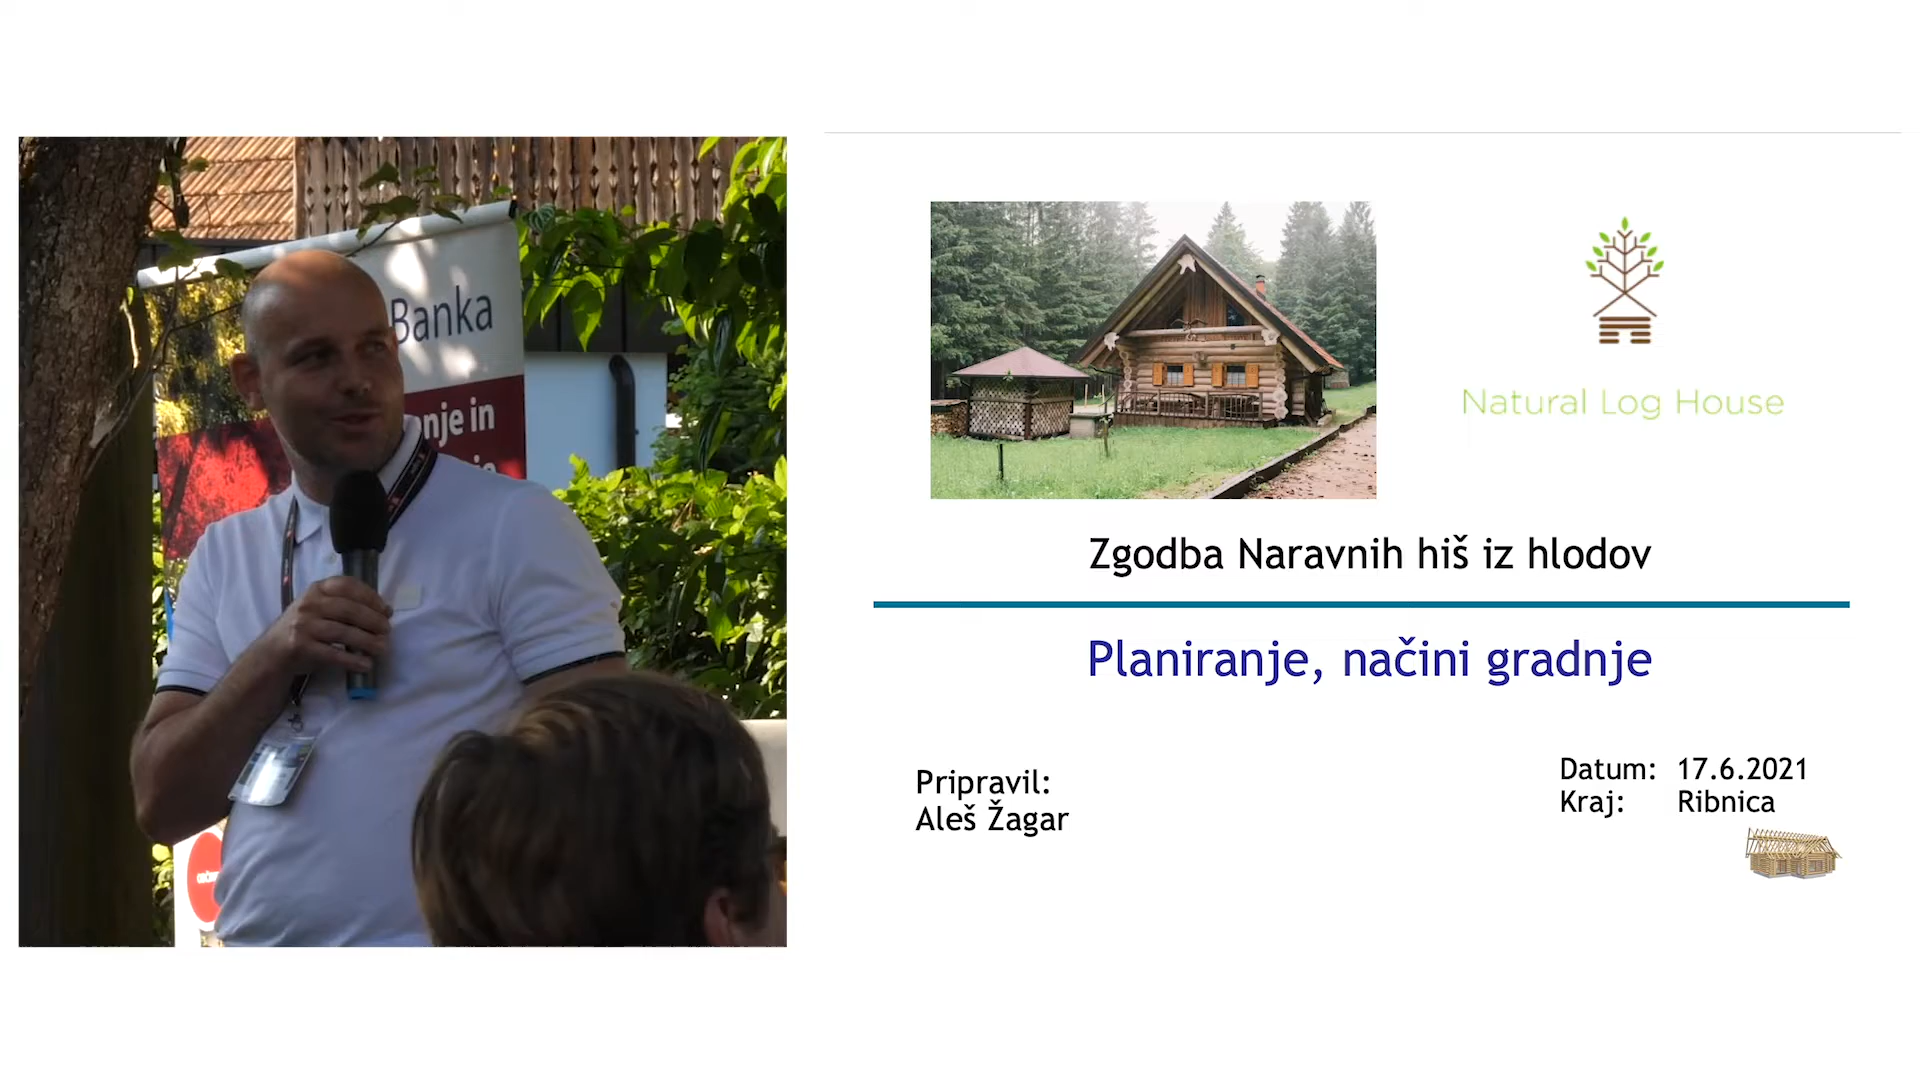 Banka
nje in
Natural Log House
Zgodba Naravnih hiš iz hlodov
Planiranje, načini gradnje
Pripravil:
Aleš Žagar
Datum: 17.6.2021
Kraj: Ribnica